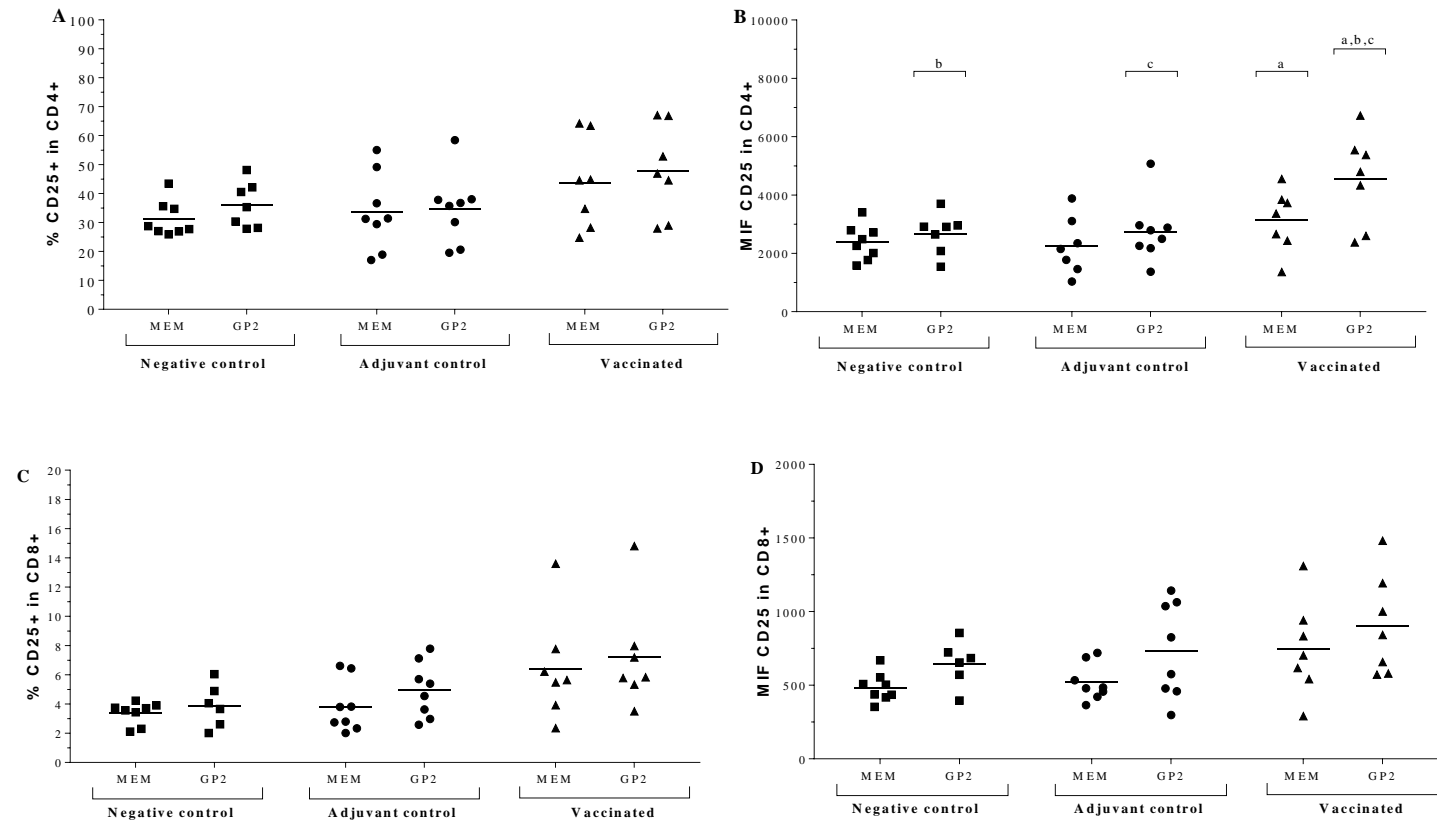 A
% CD25+ in CD4+
100
90
80
70
60
50
40
30
20
10
0
MEM GP2 MEM GP2 MEM GP2
Negative control Adjuvant control Vaccinated
B
MIF CD25 in CD4+
10000
8000
6000
4000
2000
0
b c a a,b,c
MEM GP2 MEM GP2 MEM GP2
Negative control Adjuvant control Vaccinated
C
% CD25+ in CD8+
20
18
16
14
12
10
8
6
4
2
0
MEM GP2 MEM GP2 MEM GP2
Negative control Adjuvant control Vaccinated
D
MIF CD25 in CD8+
2000
1500
1000
500
0
MEM GP2 MEM GP2 MEM GP2
Negative control Adjuvant control Vaccinated